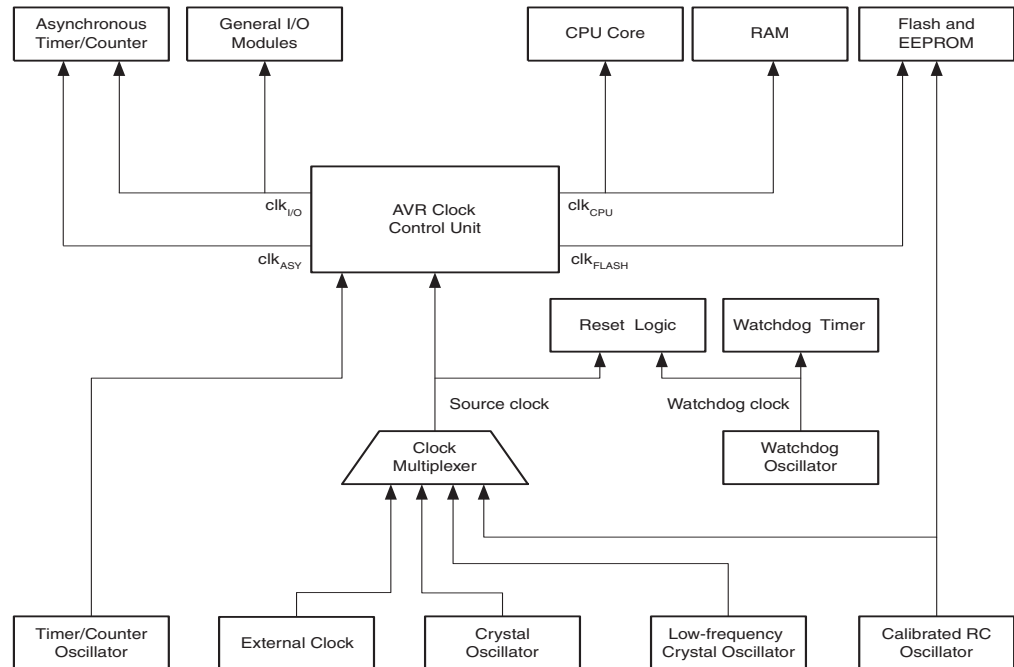 Asynchronous
Timer/Counter
General I/O
Modules
CPU Core
RAM
Flash and
EEPROM
clkI/O
AVR Clock
Control Unit
clkCPU
clkASY
clkFLASH
Reset Logic
Watchdog Timer
Source clock
Watchdog clock
Clock
Multiplexer
Watchdog
Oscillator
Timer/Counter
Oscillator
External Clock
Crystal
Oscillator
Low-frequency
Crystal Oscillator
Calibrated RC
Oscillator